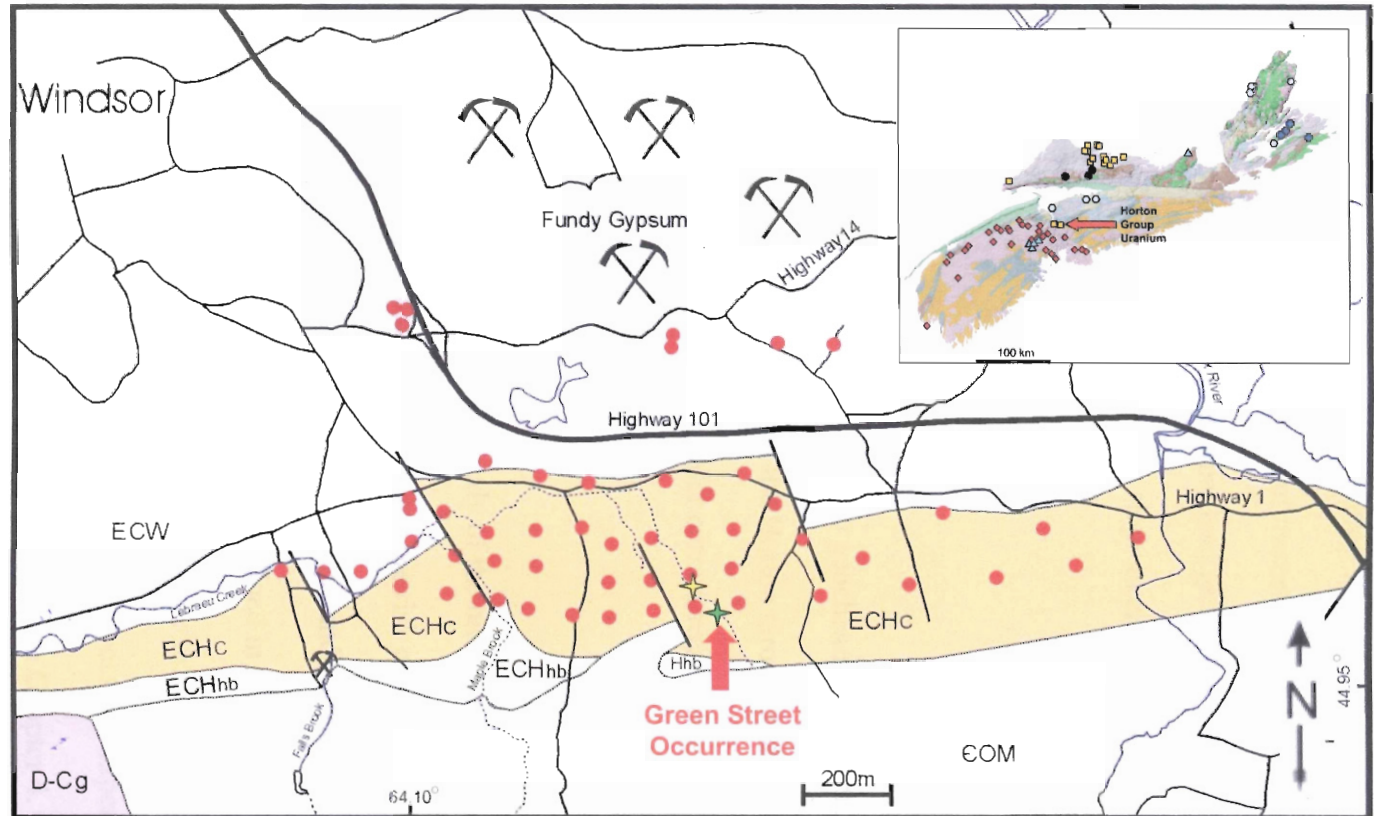 Windsor
Fundy Gypsum
Highway14
Horton
Group
Uranium
100 km
River
Highway 101
Highway 1
ECW
Lebraeu Creek
ECHc
ECHc
ECHc
ECHhb
ECHhb
Hhb
Maple Brook
Falls Brook
Green Street
Occurrence
D-Cg
ЄOM
200m
N
64 10°
44.95°